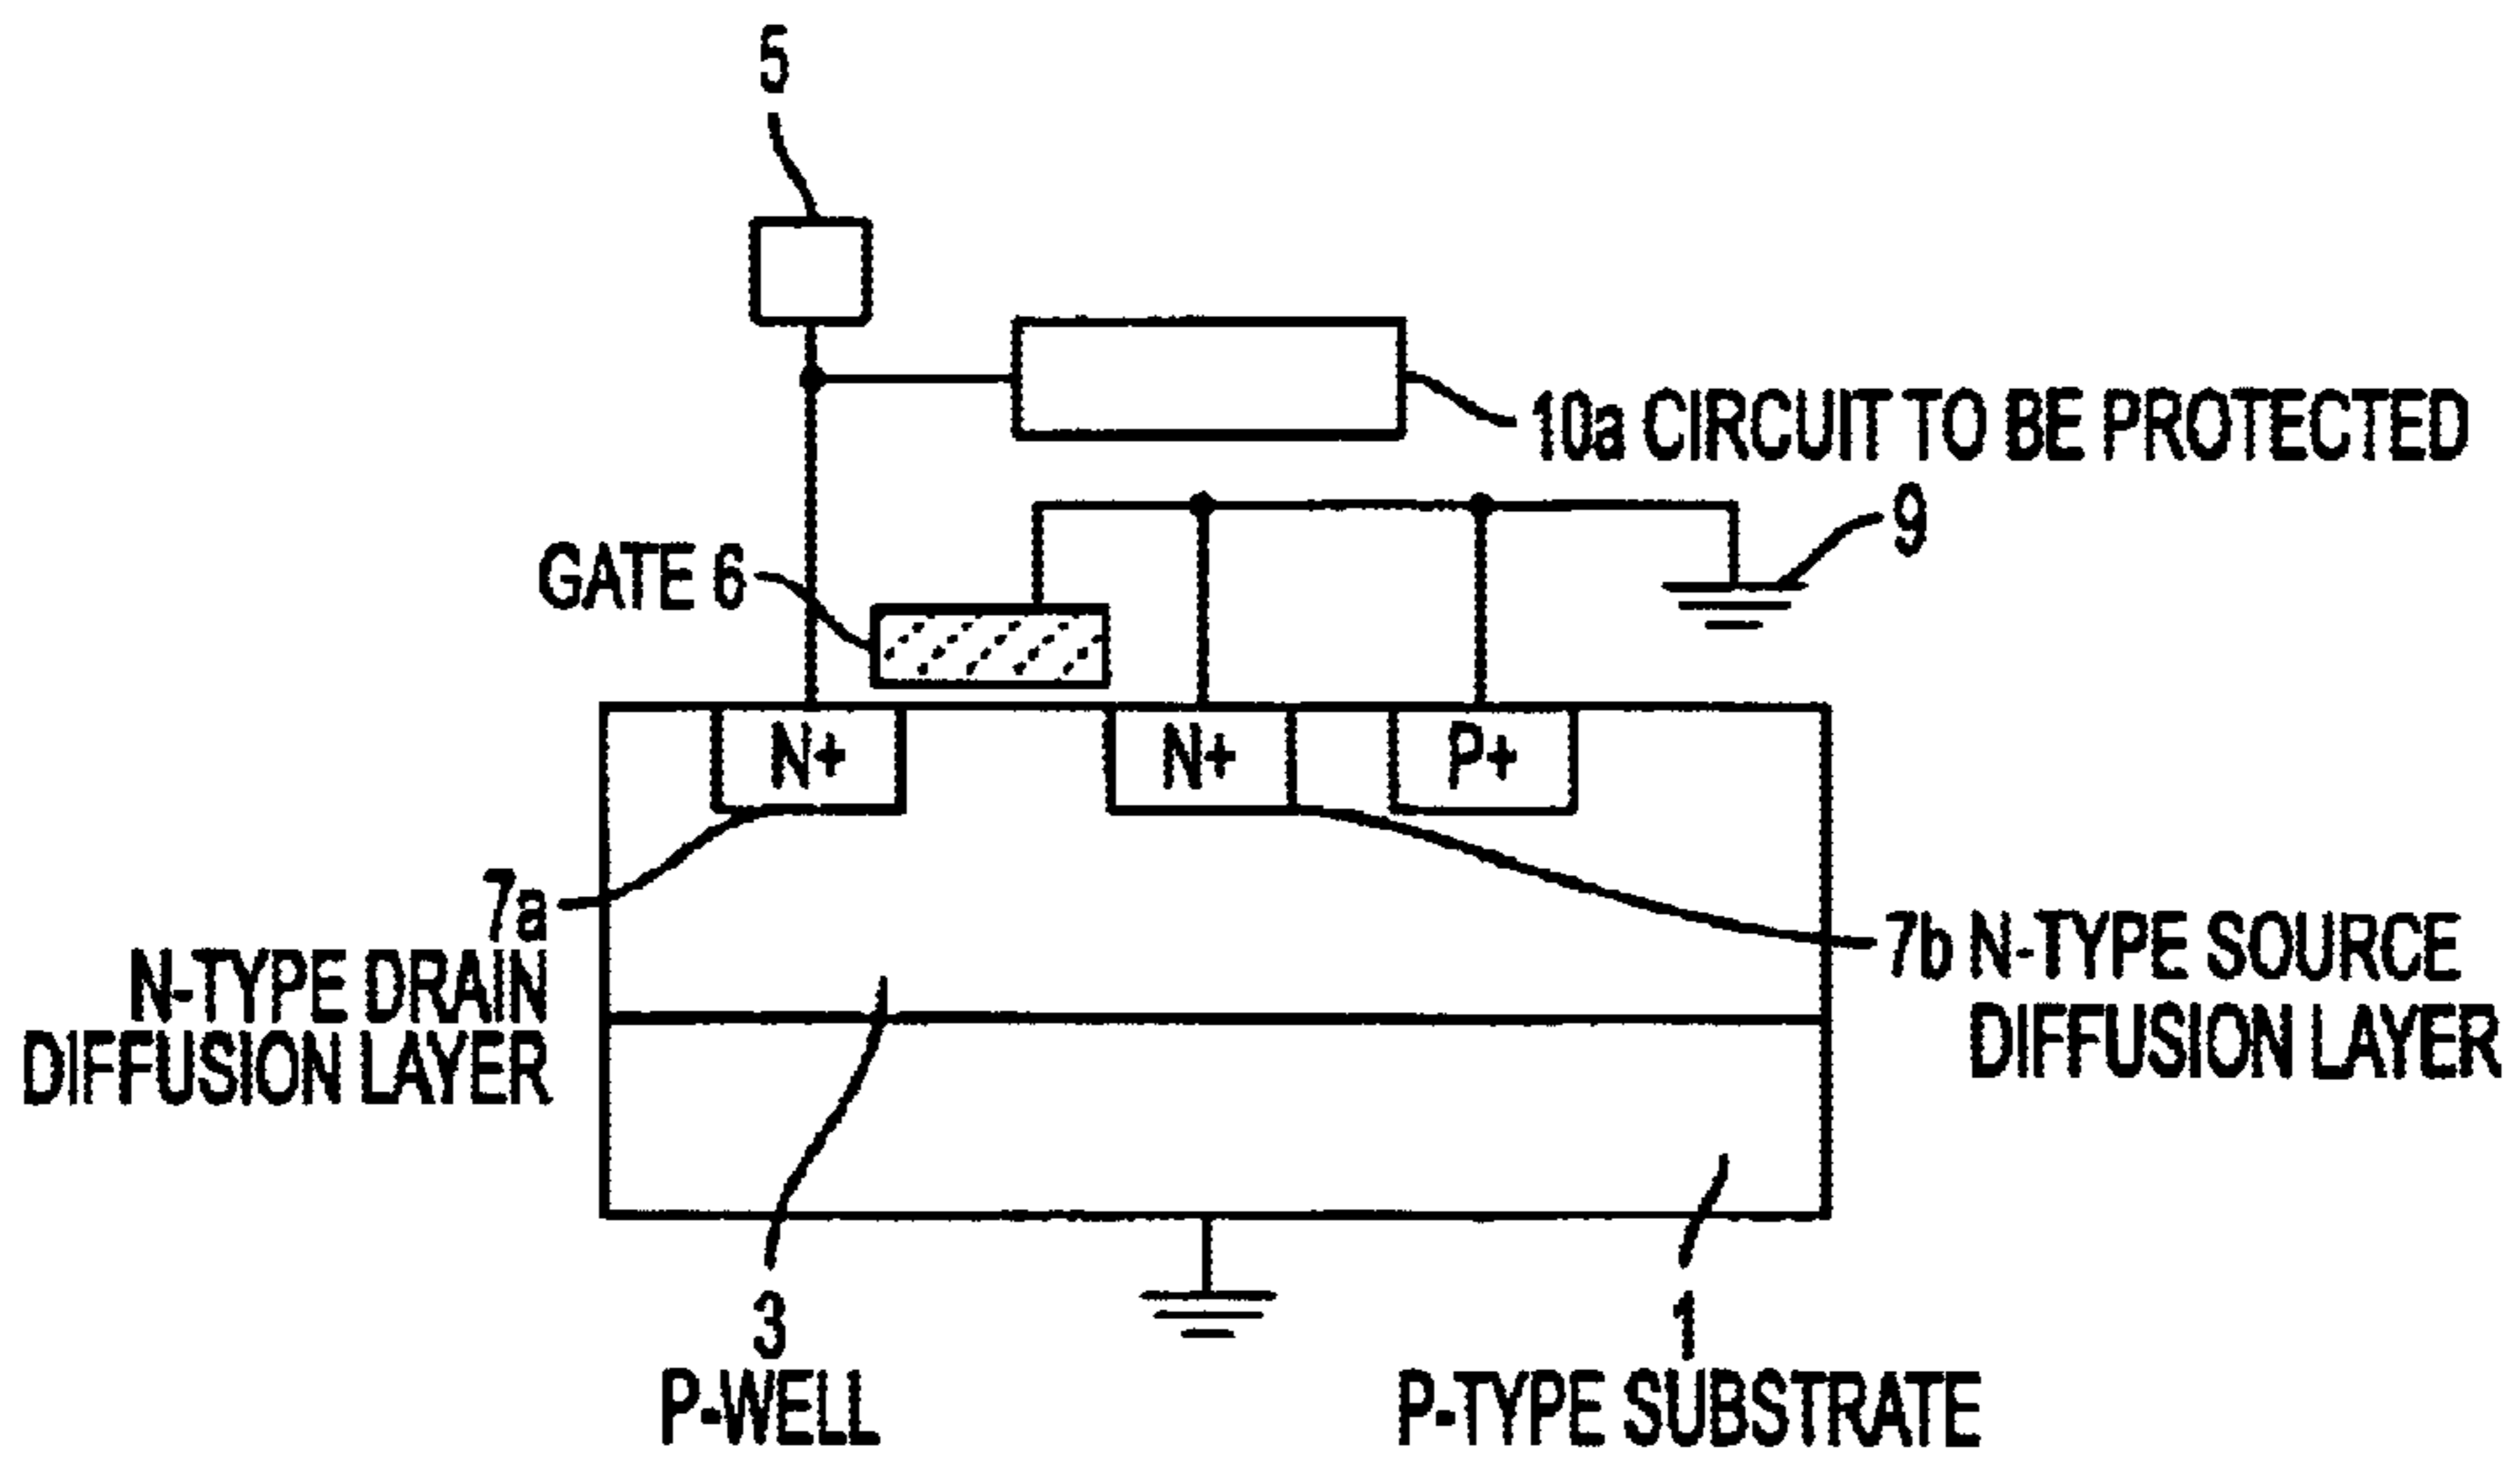 5
10a CIRCUIT TO BE PROTECTED
9
GATE 6
N+
N+
P+
7a
N-TYPE DRAIN
DIFFUSION LAYER
7b N-TYPE SOURCE
DIFFUSION LAYER
3
P-WELL
1
P-TYPE SUBSTRATE